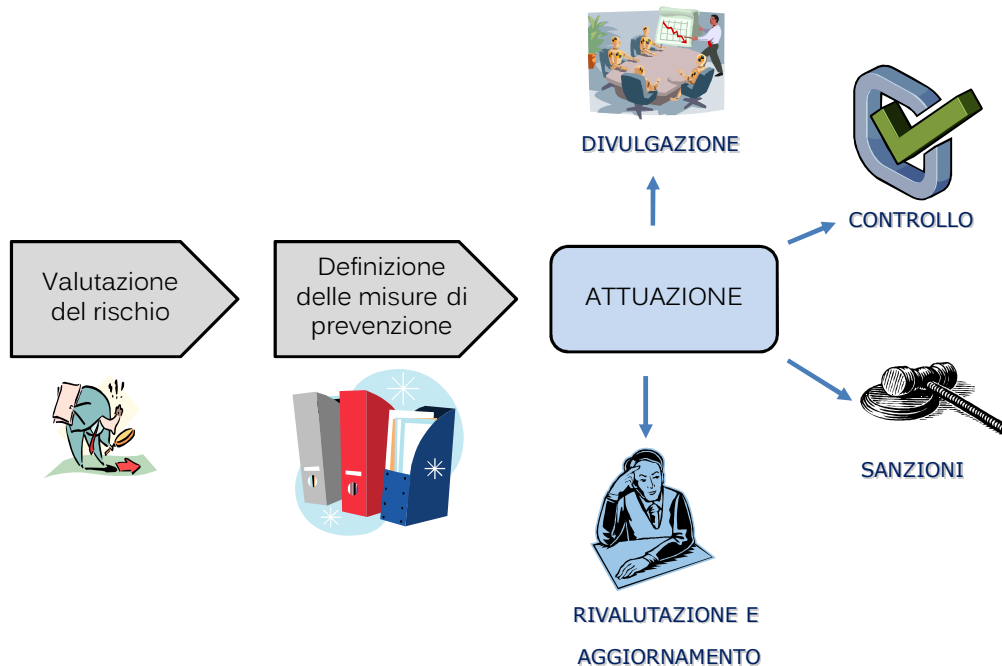 DIVULGAZIONE
CONTROLLO
Valutazione
del rischio
Definizione
delle misure di
prevenzione
ATTUAZIONE
SANZIONI
RIVALUTAZIONE E
AGGIORNAMENTO